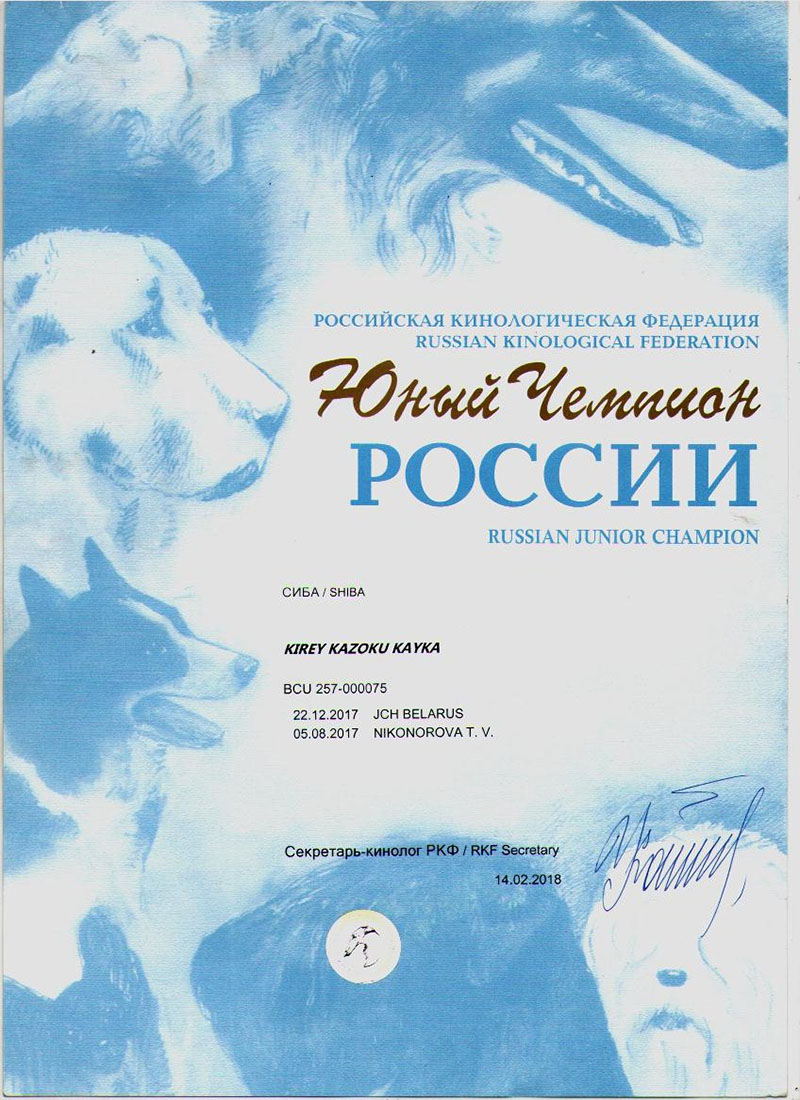 РОССИЙСКАЯ КИНОЛОГИЧЕСКАЯ ФЕДЕРАЦИЯ
RUSSIAN KINOLOGICAL FEDERATION
Юный Чемпион
РОССИИ
RUSSIAN JUNIOR CHAMPION
СИБА / SHIBA
KIREY KAZOKU KAYKA
BCU 257-000075
22.12.2017 JCH BELARUS
05.08.2017 NIKONOROVA T. V.
Секретарь-кинолог РКФ / RKF Secretary
14.02.2018